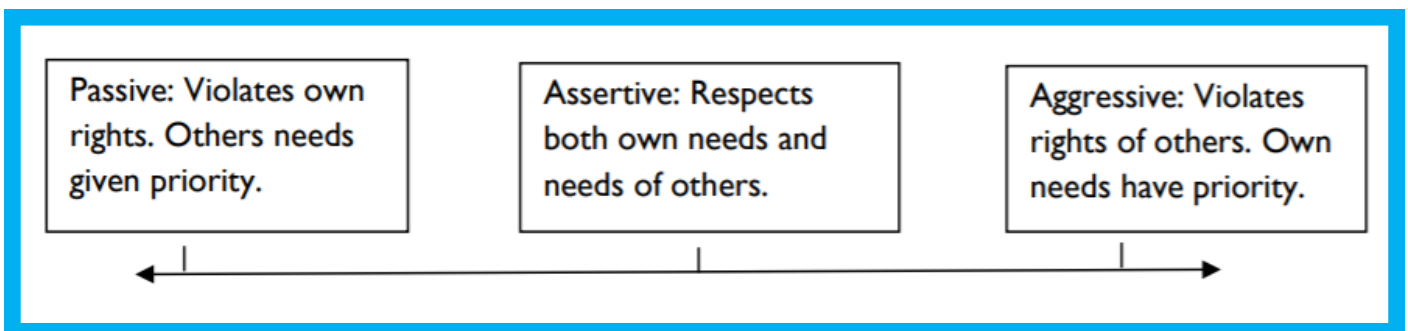 Passive: Violates own
rights. Others needs
given priority.
Assertive: Respects
both own needs and
needs of others.
Aggressive: Violates
rights of others. Own
needs have priority.